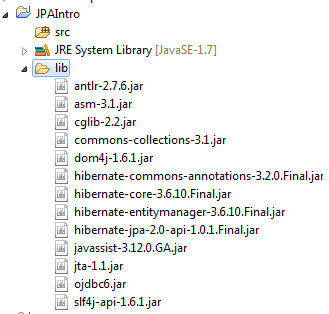 JPAIntro
src
JRE System Library [JavaSE-1.7]
lib
antlr-2.7.6.jar
asm-3.1.jar
cglib-2.2.jar
commons-collections-3.1.jar
dom4j-1.6.1.jar
hibernate-commons-annotations-3.2.0.Final.jar
hibernate-core-3.6.10.Final.jar
hibernate-entitymanager-3.6.10.Final.jar
hibernate-jpa-2.0-api-1.0.1.Final.jar
javassist-3.12.0.GA.jar
jta-1.1.jar
ojdbc6.jar
slf4j-api-1.6.1.jar